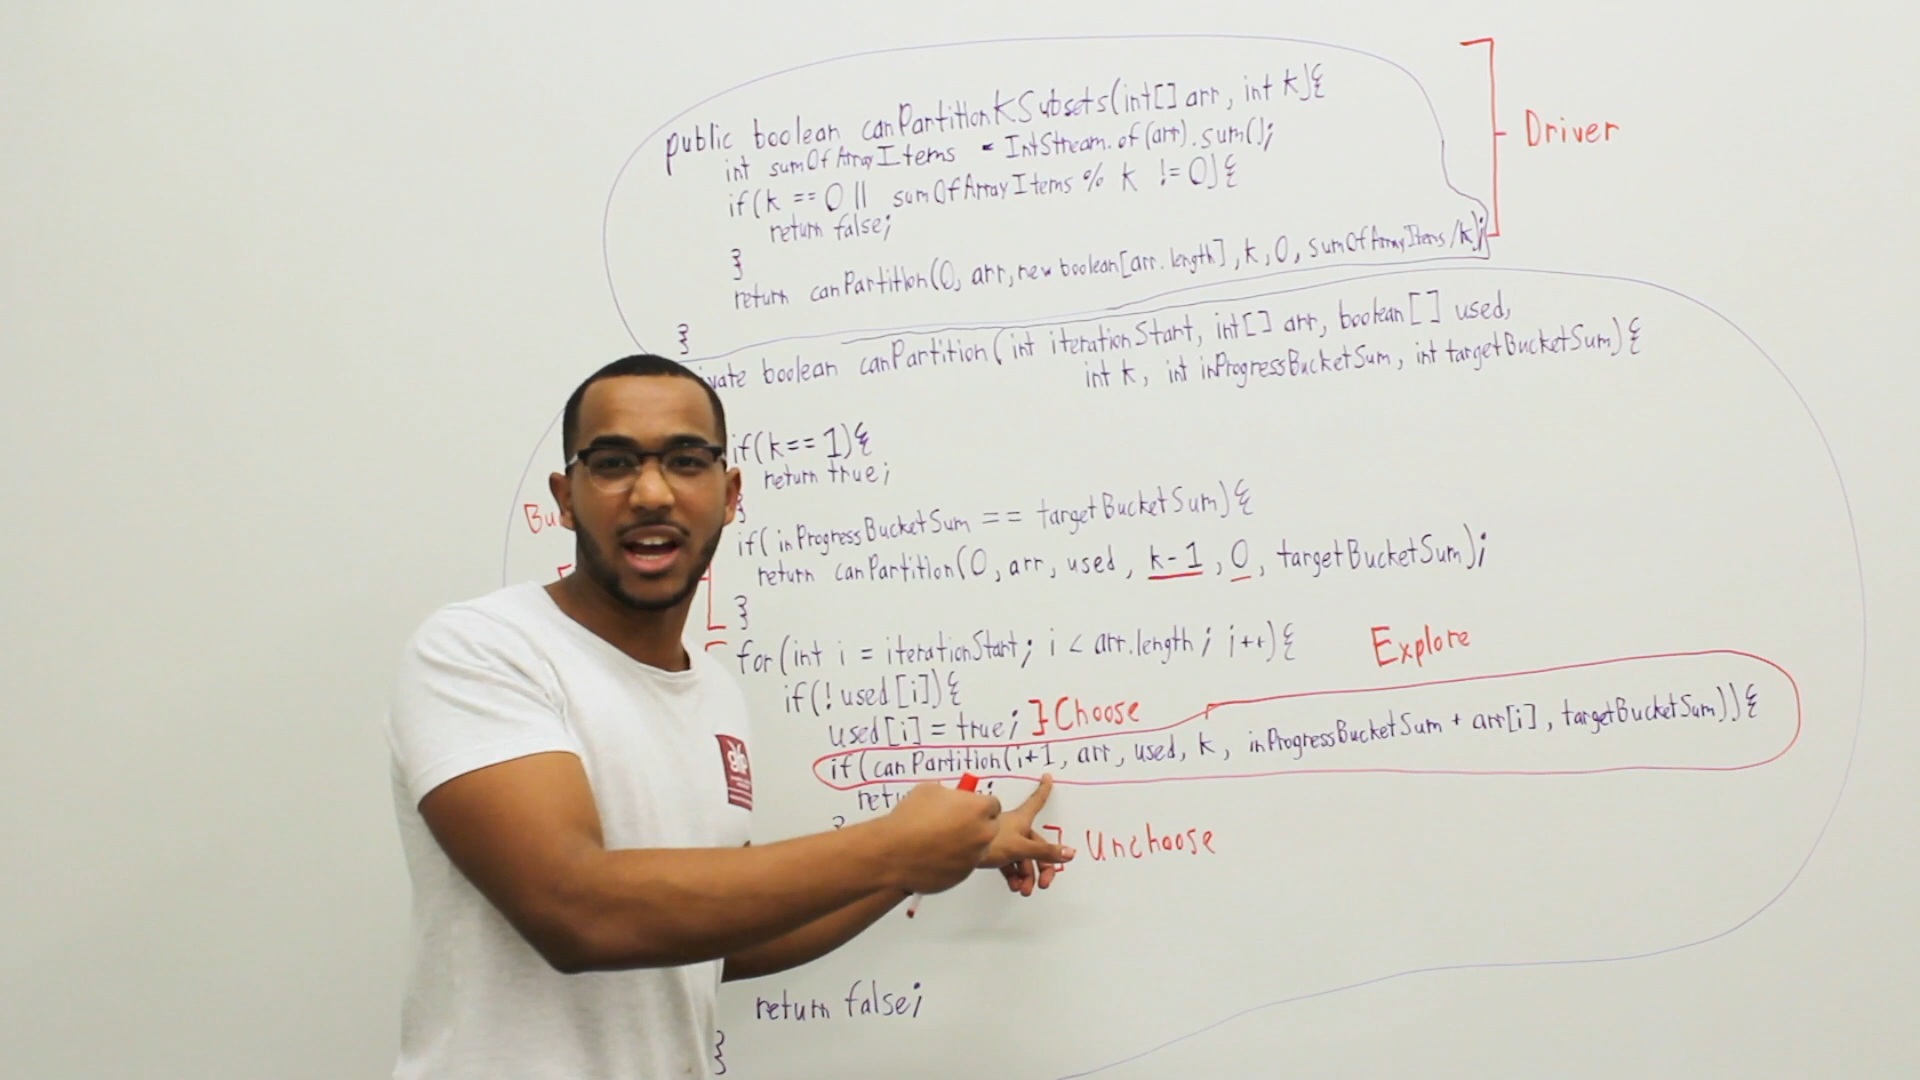 public boolean canPartitionKSubsets(int[] arr, int k){
int sumOfArrayItems = IntStream.of(arr).sum();
if(k == 0 || sumOfArrayItems % k != 0){
return false;
}
return canPartition(0, arr, new boolean[arr.length], k, 0, sumOfArrayItems/k);
}
Driver
vate boolean canPartition(int iterationStart, int[] arr, boolean[] used,
int k, int inProgressBucketSum, int targetBucketSum){
if(k == 1){
return true;
}
if(inProgressBucketSum == targetBucketSum){
return canPartition(0, arr, used, k-1, 0, targetBucketSum);
}
for(int i = iterationStart; i < arr.length; i++){
Explore
if(!used[i]){
used[i] = true; } Choose
if(canPartition(i+1, arr, used, k, inProgressBucketSum + arr[i], targetBucketSum)){
Unchoose
return false;
}